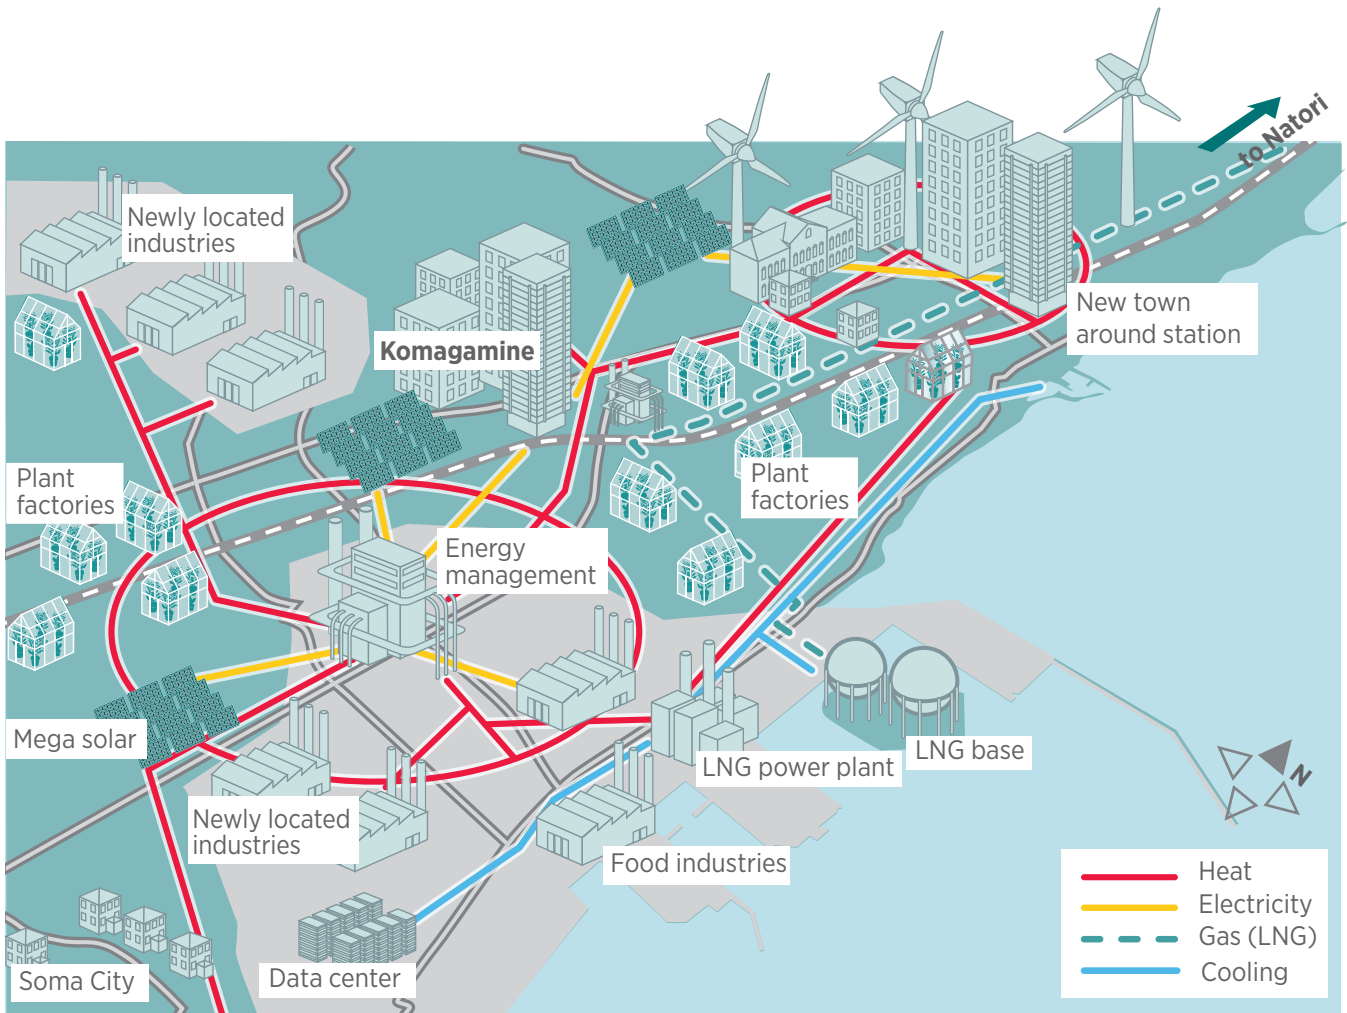 to Natori
Newly located
industries
New town
around station
Komagamine
Plant
factories
Plant
factories
Energy
management
Mega solar
LNG base
LNG power plant
N
Newly located
industries
Food industries
Heat
Electricity
Gas (LNG)
Cooling
Soma City
Data center